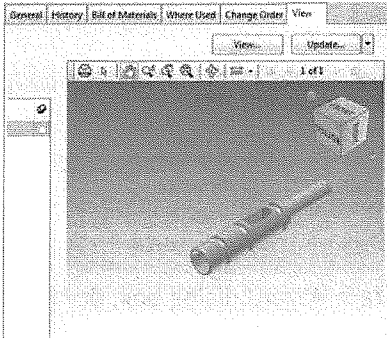 General History Bill of Materials Where Used Change Order View
View... Update...
1 of 1